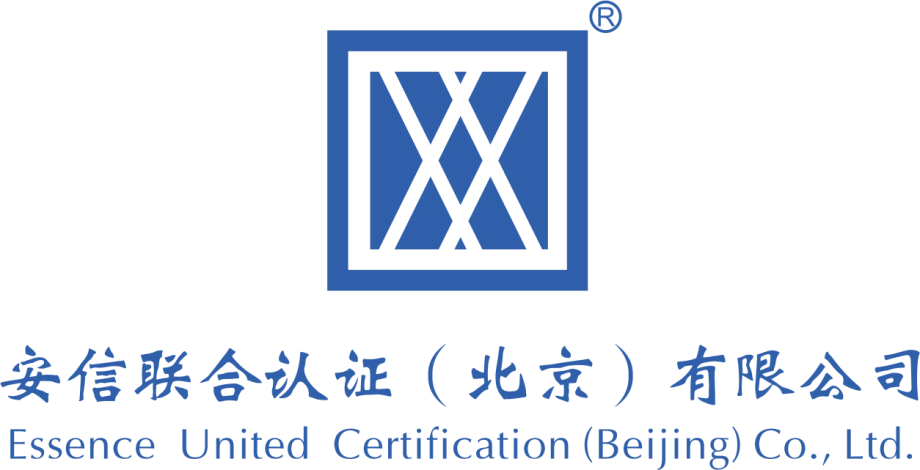 ®
安信联合认证（北京）有限公司
Essence United Certification (Beijing) Co., Ltd.